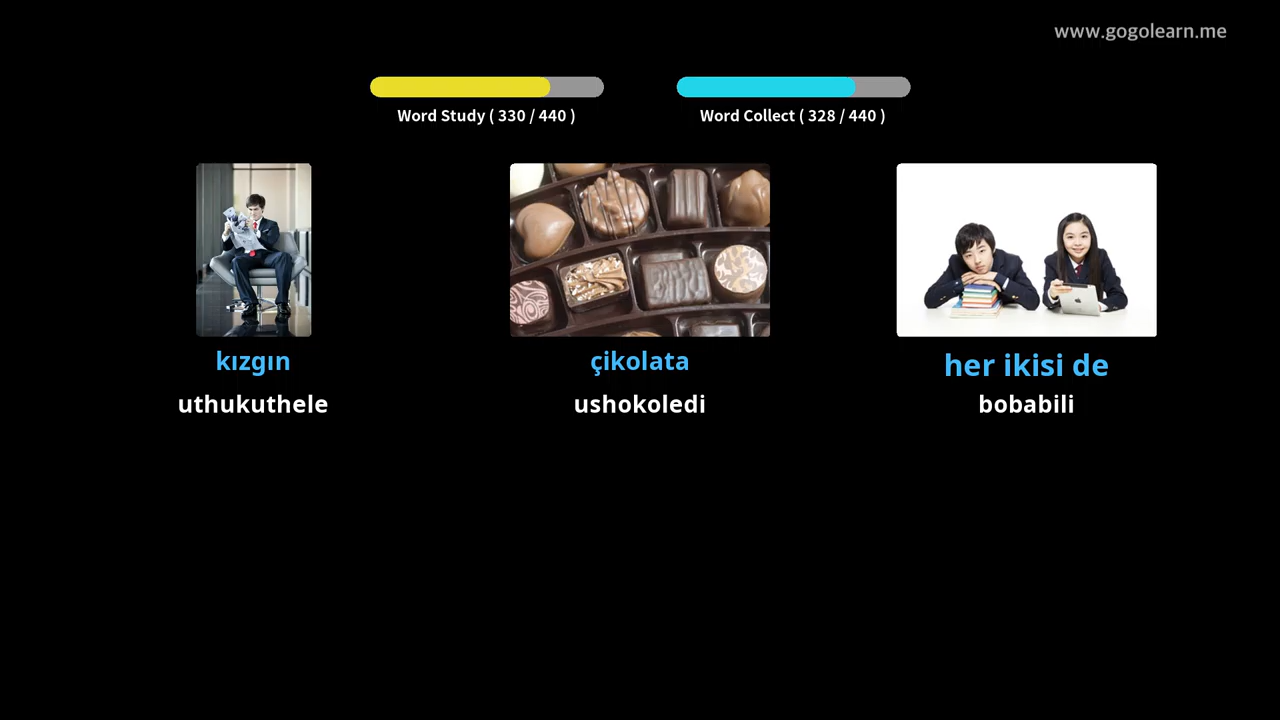 www.gogolearn.me
Word Study ( 330 / 440 )
Word Collect ( 328 / 440 )
kızgın
çikolata
her ikisi de
uthukuthele
ushokoledi
bobabili